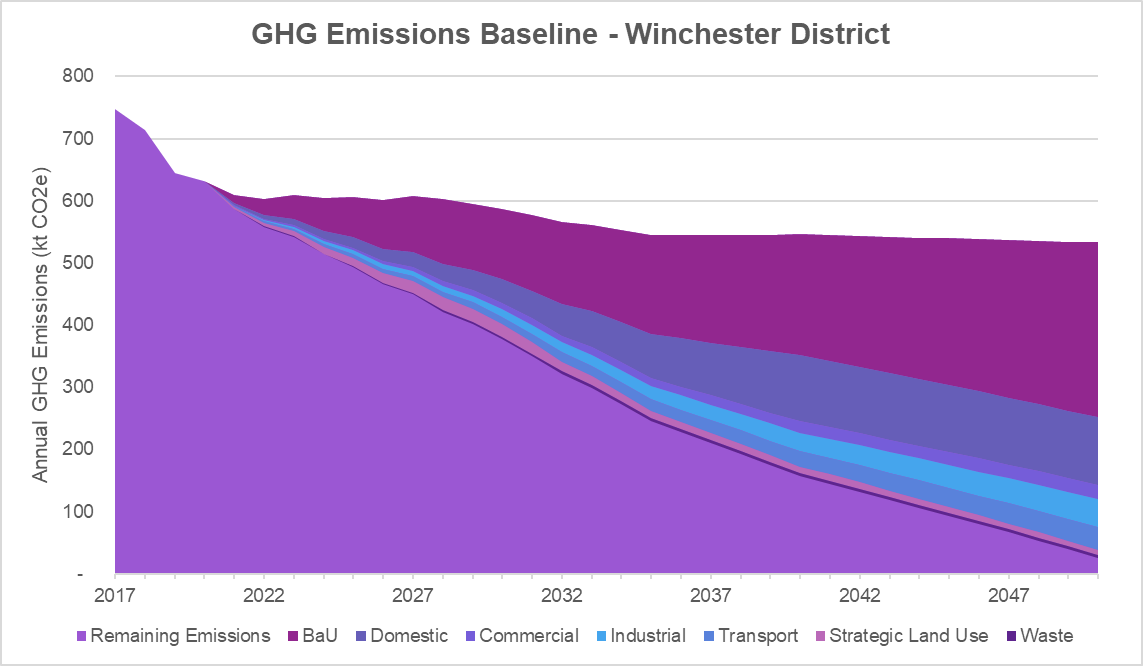 GHG Emissions Baseline - Winchester District
Annual GHG Emissions (kt CO2e)
800
700
600
500
400
300
200
100
-
2017 2022 2027 2032 2037 2042 2047
Remaining Emissions BaU Domestic Commercial Industrial Transport Strategic Land Use Waste